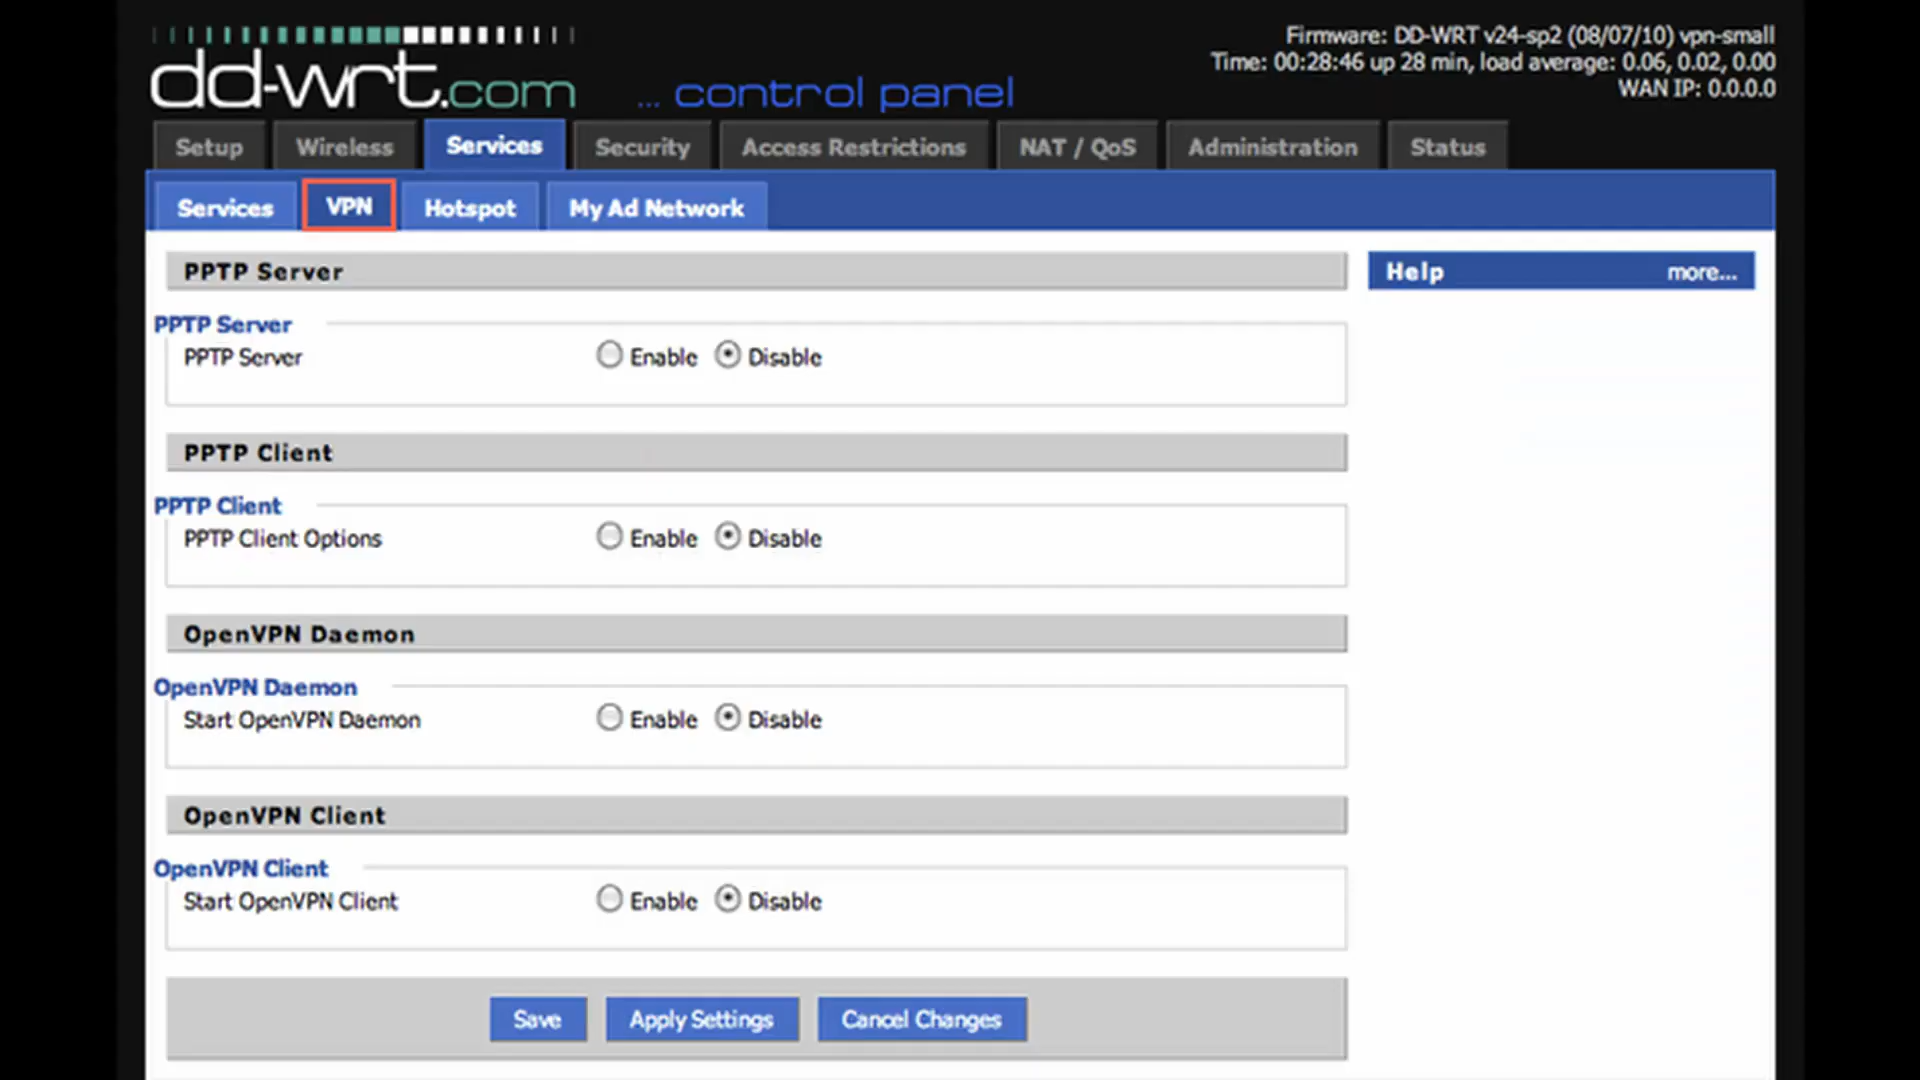 dd-wrt.com ... control panel
Firmware: DD-WRT v24-sp2 (08/07/10) vpn-small
Time: 00:28:46 up 28 min, load average: 0.06, 0.02, 0.00
WAN IP: 0.0.0.0
Setup Wireless Services Security Access Restrictions NAT / QoS Administration Status
Services VPN Hotspot My Ad Network
PPTP Server
Help more...
PPTP Server
PPTP Server Enable Disable
PPTP Client
PPTP Client
PPTP Client Options Enable Disable
OpenVPN Daemon
OpenVPN Daemon
Start OpenVPN Daemon Enable Disable
OpenVPN Client
OpenVPN Client
Start OpenVPN Client Enable Disable
Save Apply Settings Cancel Changes